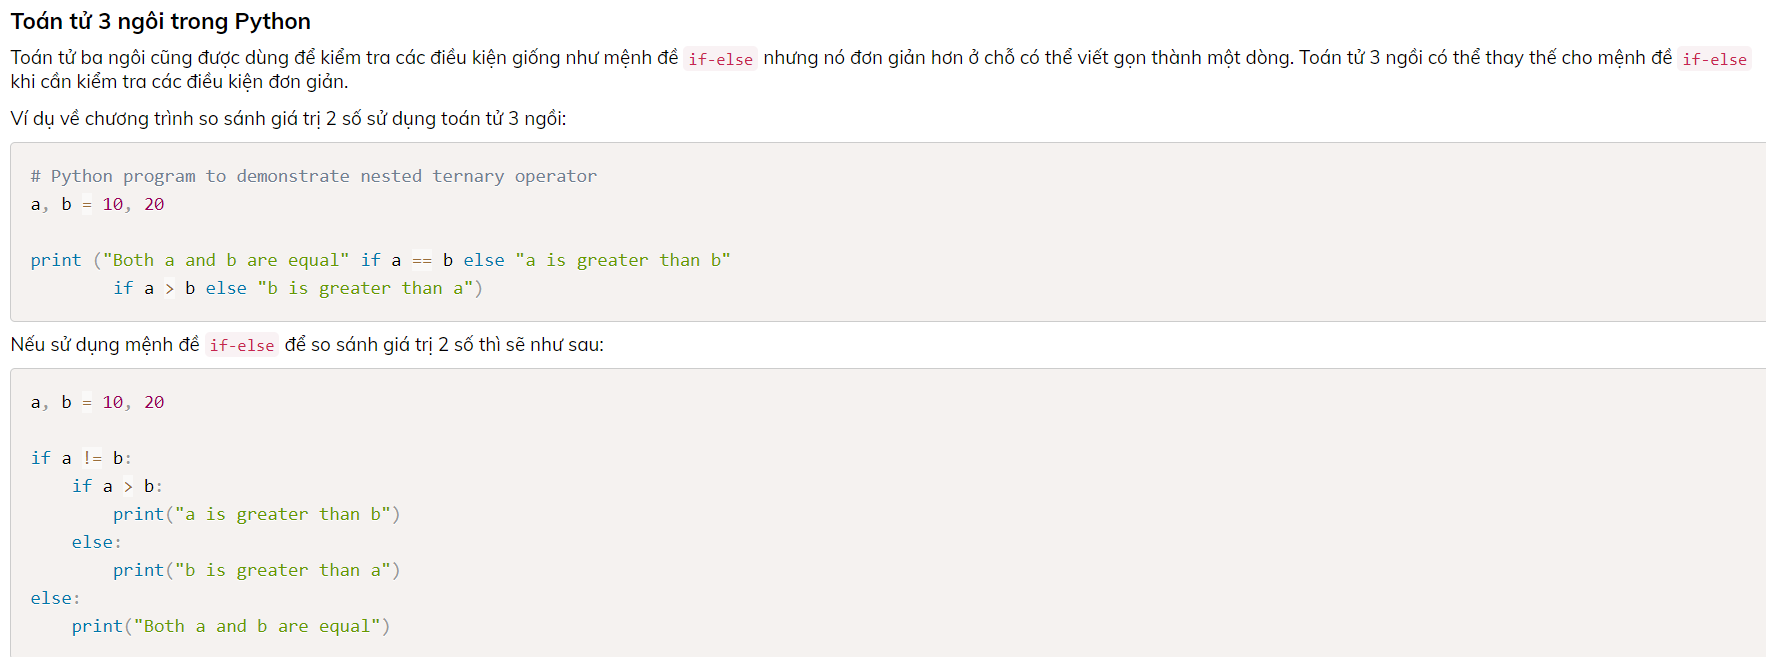 Toán tử 3 ngôi trong Python
Toán tử ba ngôi cũng được dùng để kiểm tra các điều kiện giống như mệnh đề if-else nhưng nó đơn giản hơn ở chỗ có thể viết gọn thành một dòng. Toán tử 3 ngồi có thể thay thế cho mệnh đề if-else
khi cần kiểm tra các điều kiện đơn giản.
Ví dụ về chương trình so sánh giá trị 2 số sử dụng toán tử 3 ngồi:
# Python program to demonstrate nested ternary operator
a, b = 10, 20
print ("Both a and b are equal" if a == b else "a is greater than b"
        if a > b else "b is greater than a")
Nếu sử dụng mệnh đề if-else để so sánh giá trị 2 số thì sẽ như sau:
a, b = 10, 20
if a != b:
    if a > b:
        print("a is greater than b")
    else:
        print("b is greater than a")
else:
    print("Both a and b are equal")